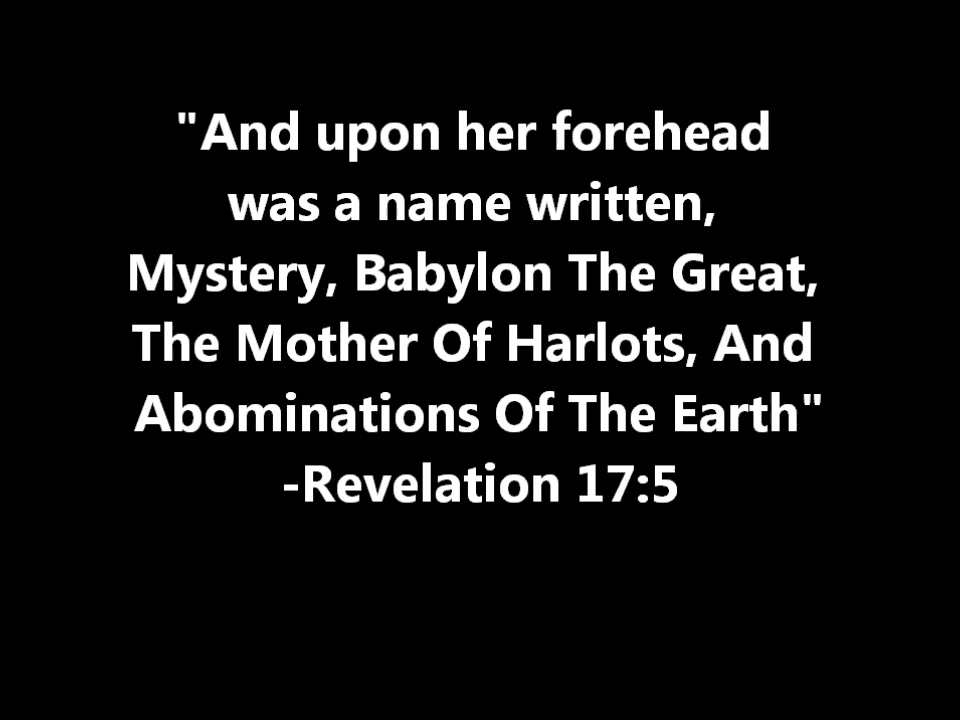 "And upon her forehead
was a name written,
Mystery, Babylon The Great,
The Mother Of Harlots, And
Abominations Of The Earth"
-Revelation 17:5